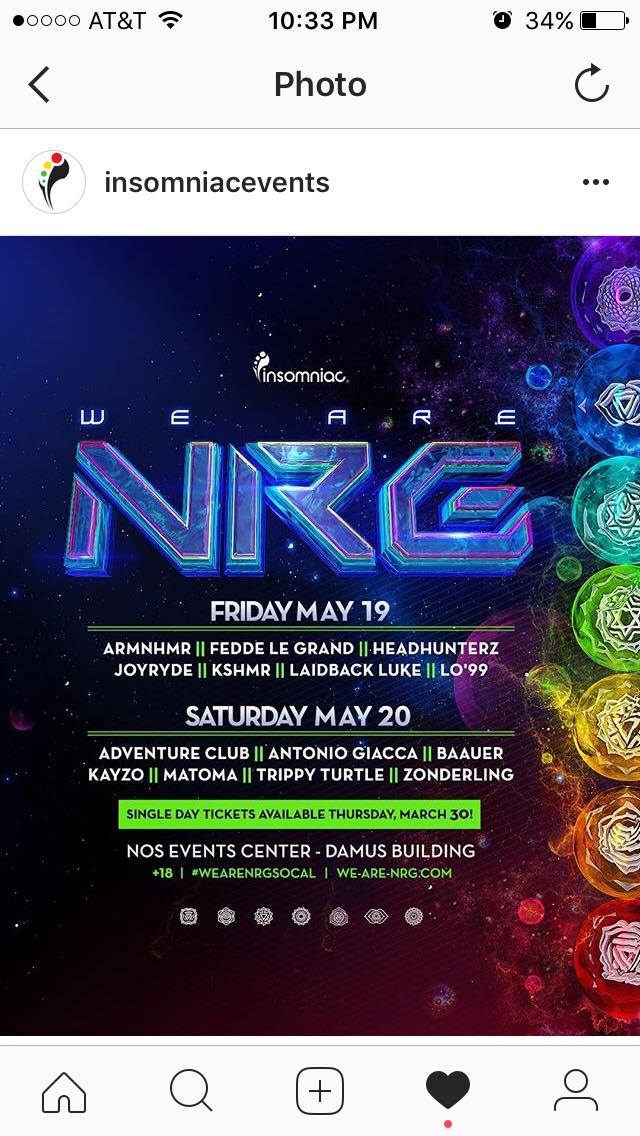 AT&T 10:33 PM 34%
Photo
insomniacevents
insomniac
WE ARE
NRG
FRIDAY MAY 19
ARMNHMR || FEDDE LE GRAND || HEADHUNTERZ
JOYRYDE || KSHMR || LAIDBACK LUKE || LO'99
SATURDAY MAY 20
ADVENTURE CLUB || ANTONIO GIACCA || BAAUER
KAYZO || MATOMA || TRIPPY TURTLE || ZONDERLING
SINGLE DAY TICKETS AVAILABLE THURSDAY, MARCH 30!
NOS EVENTS CENTER - DAMUS BUILDING
+18 | #WEARENRGSOCAL | WE-ARE-NRG.COM